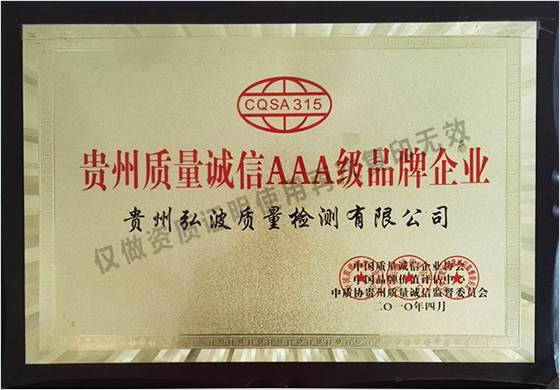 CQSA315
贵州质量诚信AAA级品牌企业
贵州弘波质量检测有限公司
仅做资质证明使用再次复印无效
中国质量诚信企业协会
中国品牌价值评估中心
中质协贵州质量诚信监督委员会
二〇一〇年四月